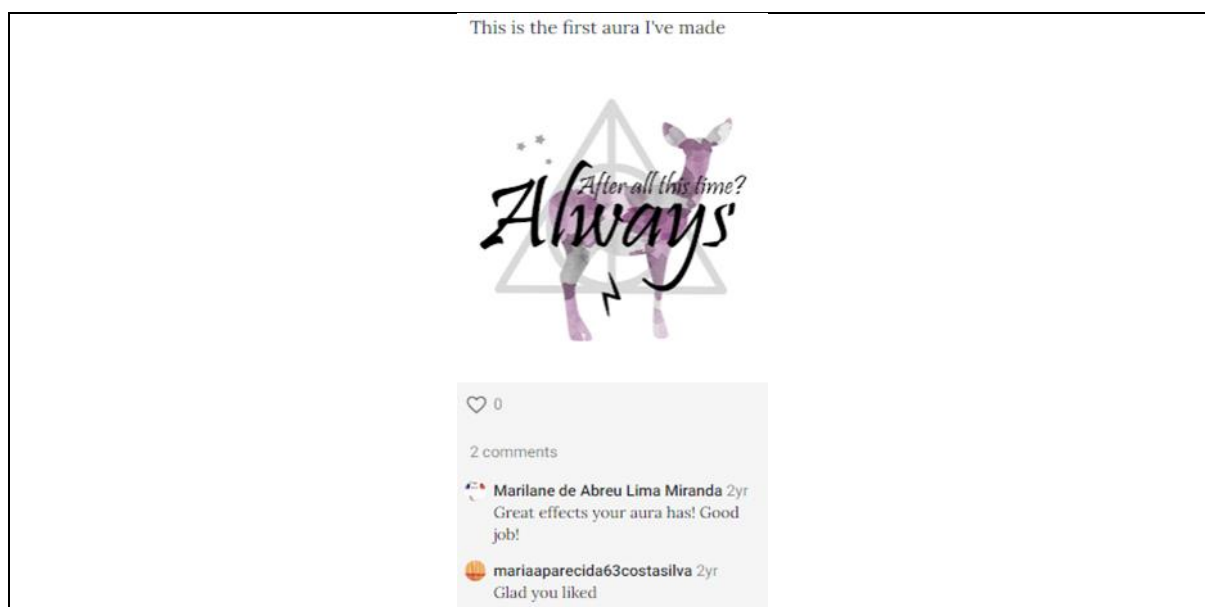 This is the first aura I've made
After all this time?
Always
0
2 comments
Marilane de Abreu Lima Miranda 2yr
Great effects your aura has! Good
job!
mariaaparecida63costasilva 2yr
Glad you liked